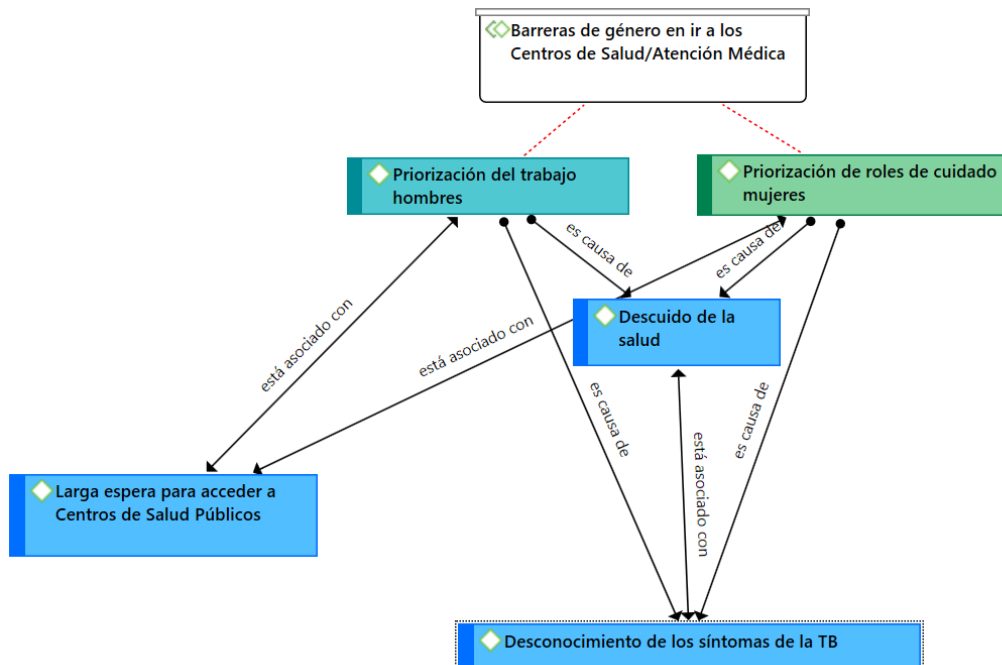 Barreras de género en ir a los
Centros de Salud/Atención Médica
Priorización del trabajo
hombres
Priorización de roles de cuidado
mujeres
es causa de
es causa de
Descuido de la
salud
está asociado con
está asociado con
es causa de
es causa de
está asociado con
Larga espera para acceder a
Centros de Salud Públicos
Desconocimiento de los síntomas de la TB